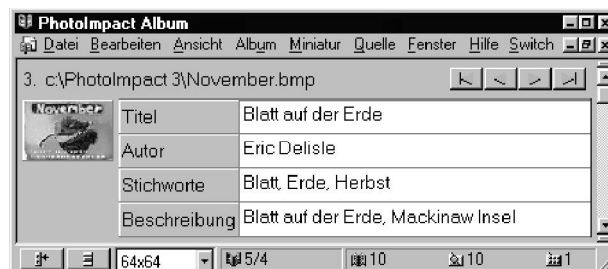 PhotoImpact Album
Datei Bearbeiten Ansicht Album Miniatur Quelle Fenster Hilfe Switch
3. c:\PhotoImpact 3\November.bmp
November
Titel Blatt auf der Erde
Autor Eric Delisle
Stichworte Blatt, Erde, Herbst
Beschreibung Blatt auf der Erde, Mackinaw Insel
64x64 5/4 10 10 1